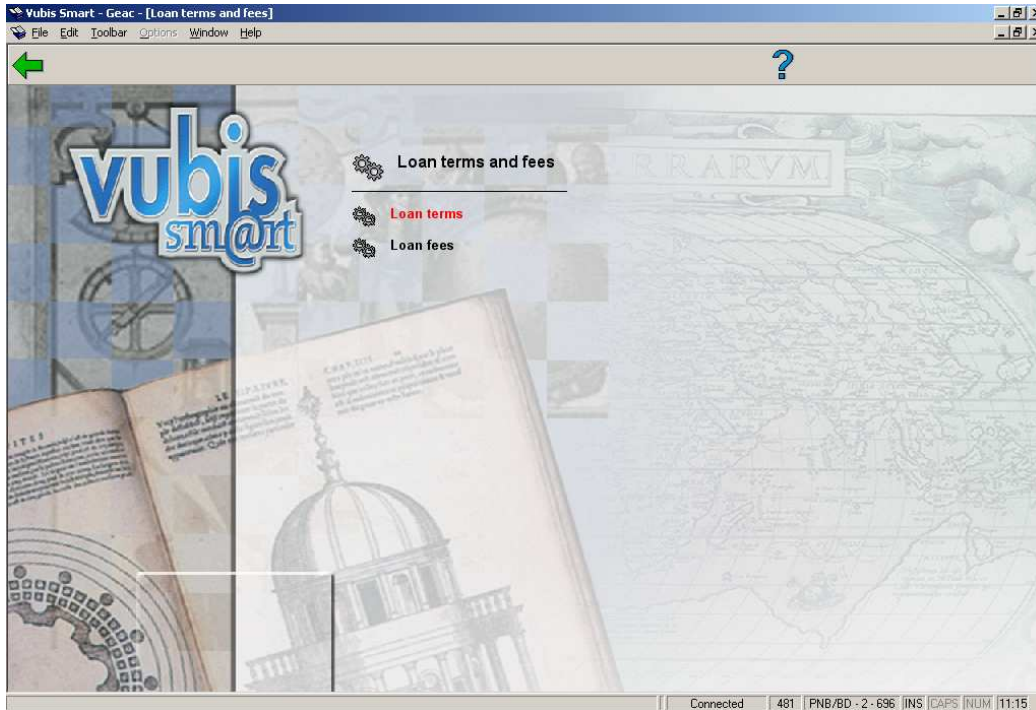 Vubis Smart - Geac - [Loan terms and fees]
File Edit Toolbar Options Window Help
?
vubis
sm@rt
Loan terms and fees
Loan terms
Loan fees
RRARVM
Connected 481 PNB/BD - 2 - 696 INS CAPS NUM 11:15